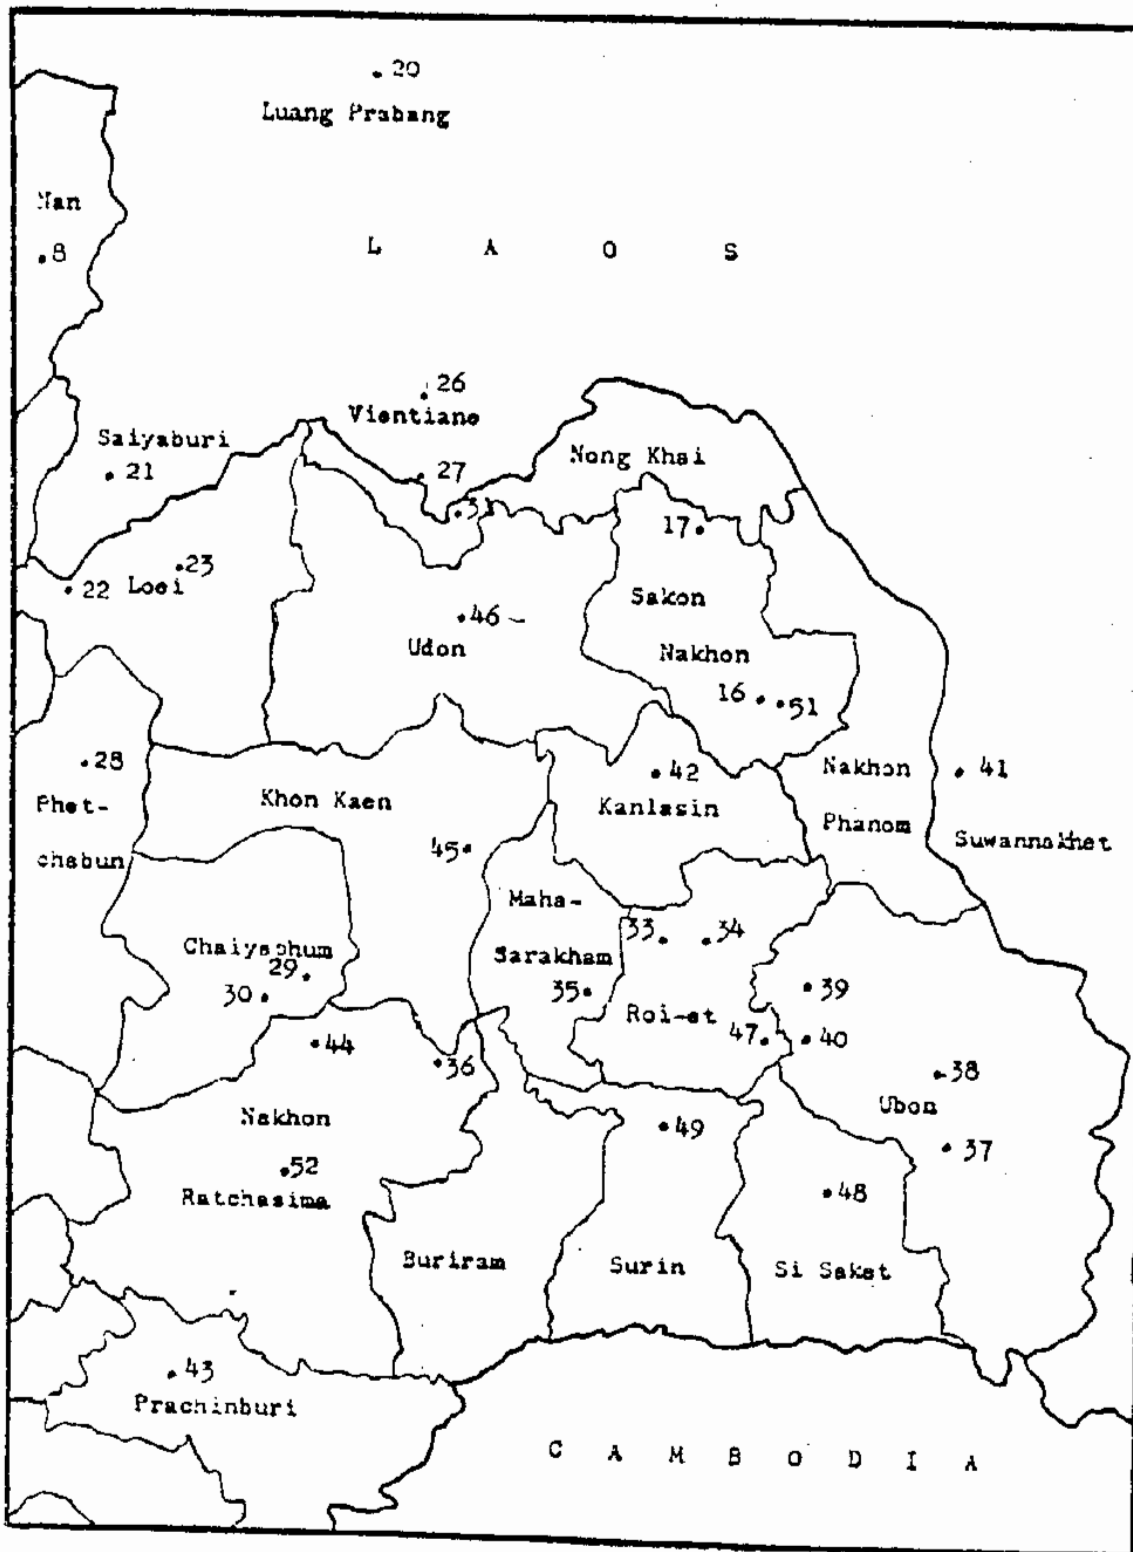 20
Luang Prabang
Nan
8
L A O S
26
Vientiane
Saiyaburi
21
27
Nong Khai
31
17
23
22 Loei
Sakon
46
Udon
Nakhon
16 51
28
42
Nakhon
41
Phet-
Khon Kaen
Kanlasin
Phanom
chabun
45
Suwannakhet
Maha-
33 34
Chaiyaphum
Sarakham
29
30
35
39
Roi-et
47 40
44
36
38
Nakhon
Ubon
49
37
52
Ratchasima
48
Buriram
Surin
Si Saket
43
Prachinburi
C A M B O D I A